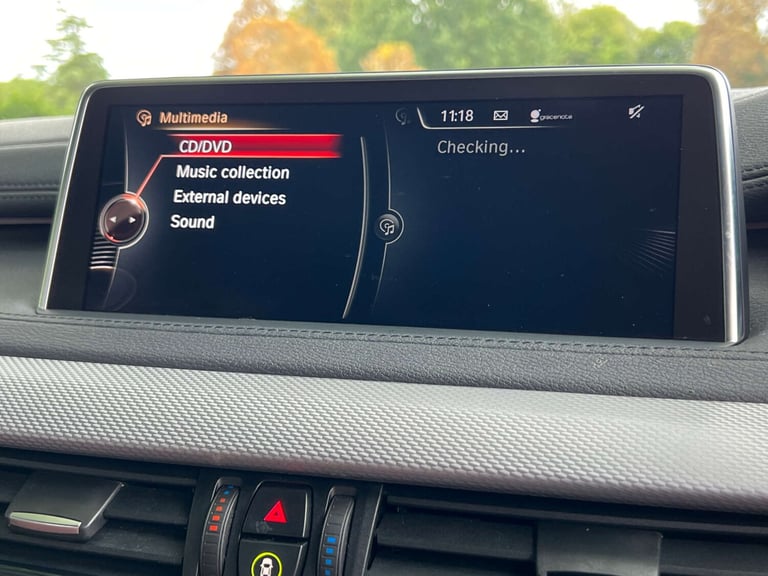 Multimedia
11:18
gracenote
CD/DVD
Checking...
Music collection
External devices
Sound